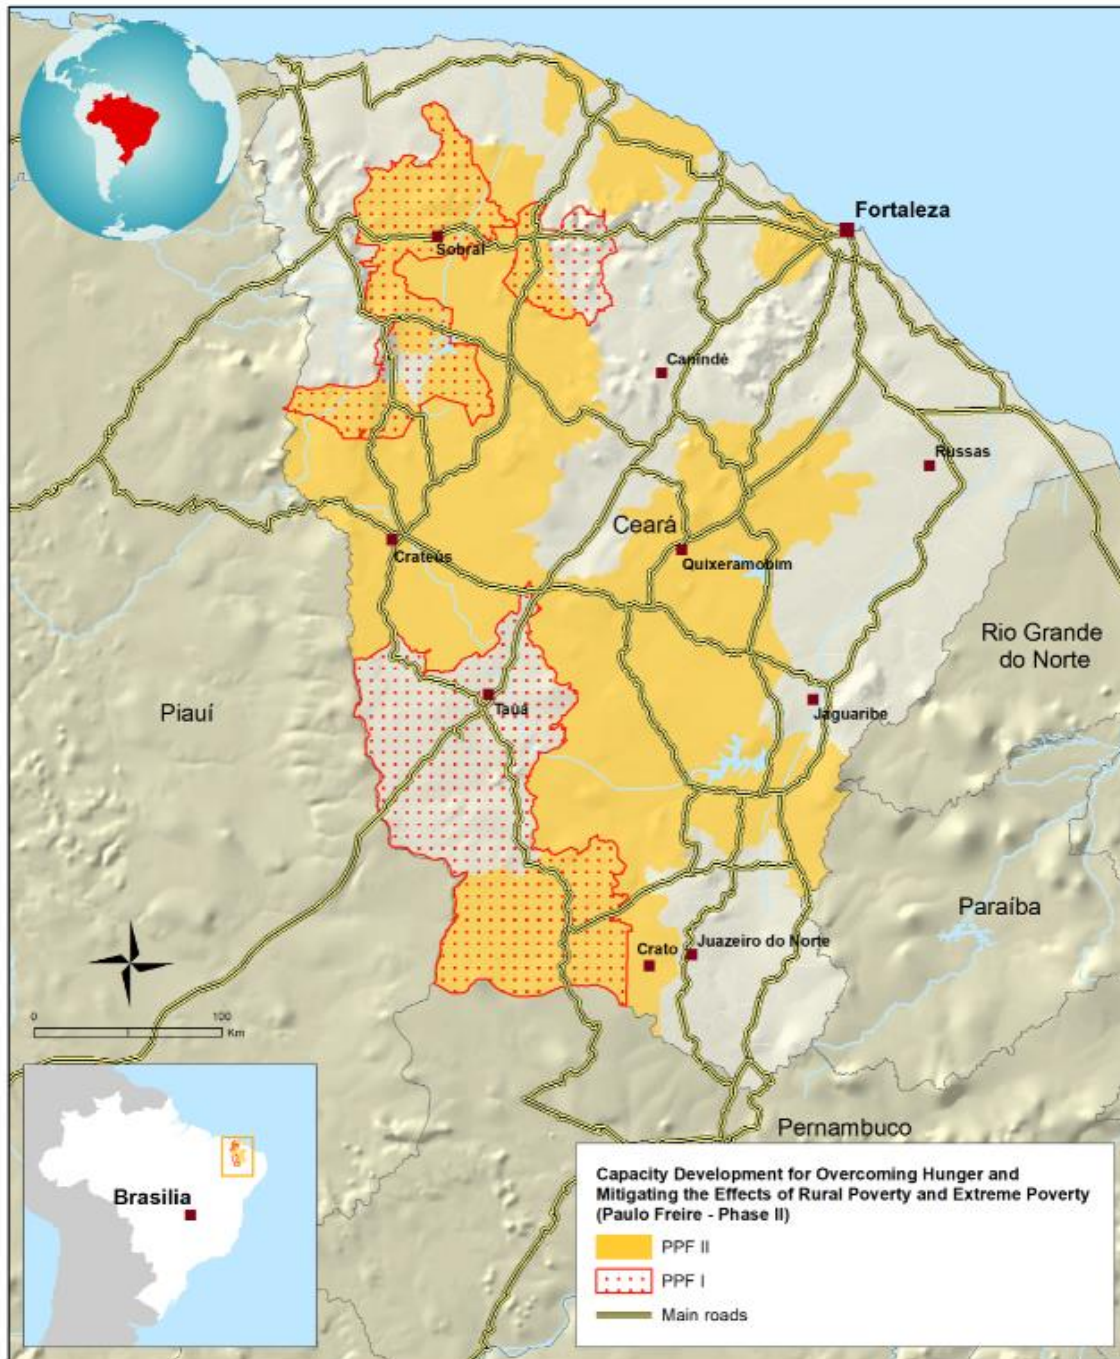 Fortaleza
Sobral
Canindé
Russas
Ceará
Crateús
Quixeramobim
Rio Grande
do Norte
Piauí
Taúa
Jaguaribe
Paraíba
Crato
Juazeiro do Norte
0 100
Km
Pernambuco
Brasilia
Capacity Development for Overcoming Hunger and
Mitigating the Effects of Rural Poverty and Extreme Poverty
(Paulo Freire - Phase II)
PPF II
PPF I
Main roads